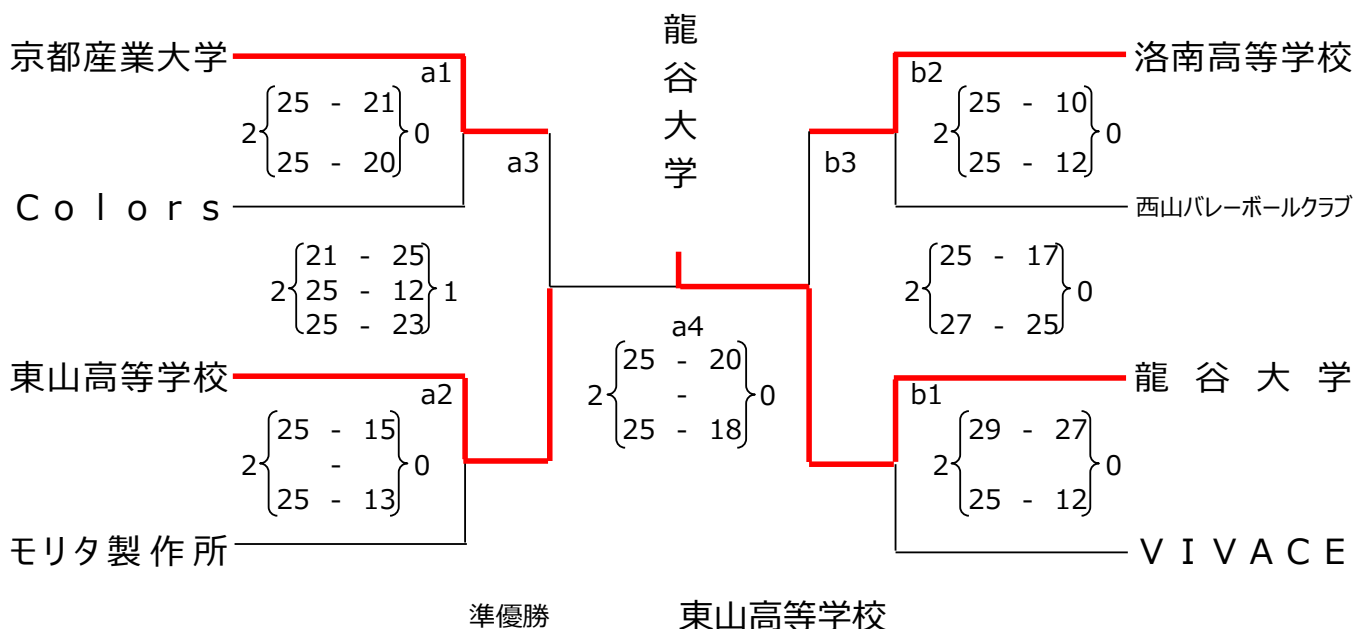 龍谷大学
京都産業大学
a1
2 25 - 21 0
25 - 20
Colors
a3
2 21 - 25 1
25 - 12
25 - 23
東山高等学校
a2
2 25 - 15 0
-
25 - 13
モリタ製作所
a4
2 25 - 20 0
-
25 - 18
洛南高等学校
b2
2 25 - 10 0
25 - 12
西山バレーボールクラブ
b3
2 25 - 17 0
27 - 25
龍谷大学
b1
2 29 - 27 0
25 - 12
VIVACE
準優勝 東山高等学校